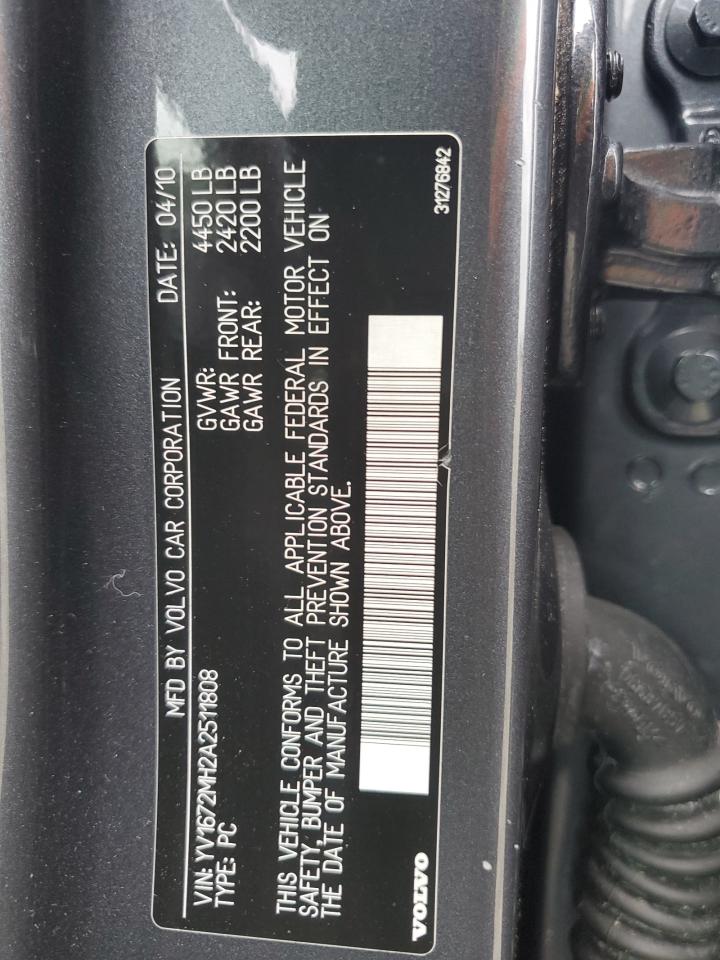 MFD BY VOLVO CAR CORPORATION DATE: 04/10
VIN: YV1672MH2A2511808 GVWR: 4450 LB
TYPE: PC GAWR FRONT: 2420 LB
GAWR REAR: 2200 LB
THIS VEHICLE CONFORMS TO ALL APPLICABLE FEDERAL MOTOR VEHICLE
SAFETY, BUMPER AND THEFT PREVENTION STANDARDS IN EFFECT ON
THE DATE OF MANUFACTURE SHOWN ABOVE.
VOLVO 31276842